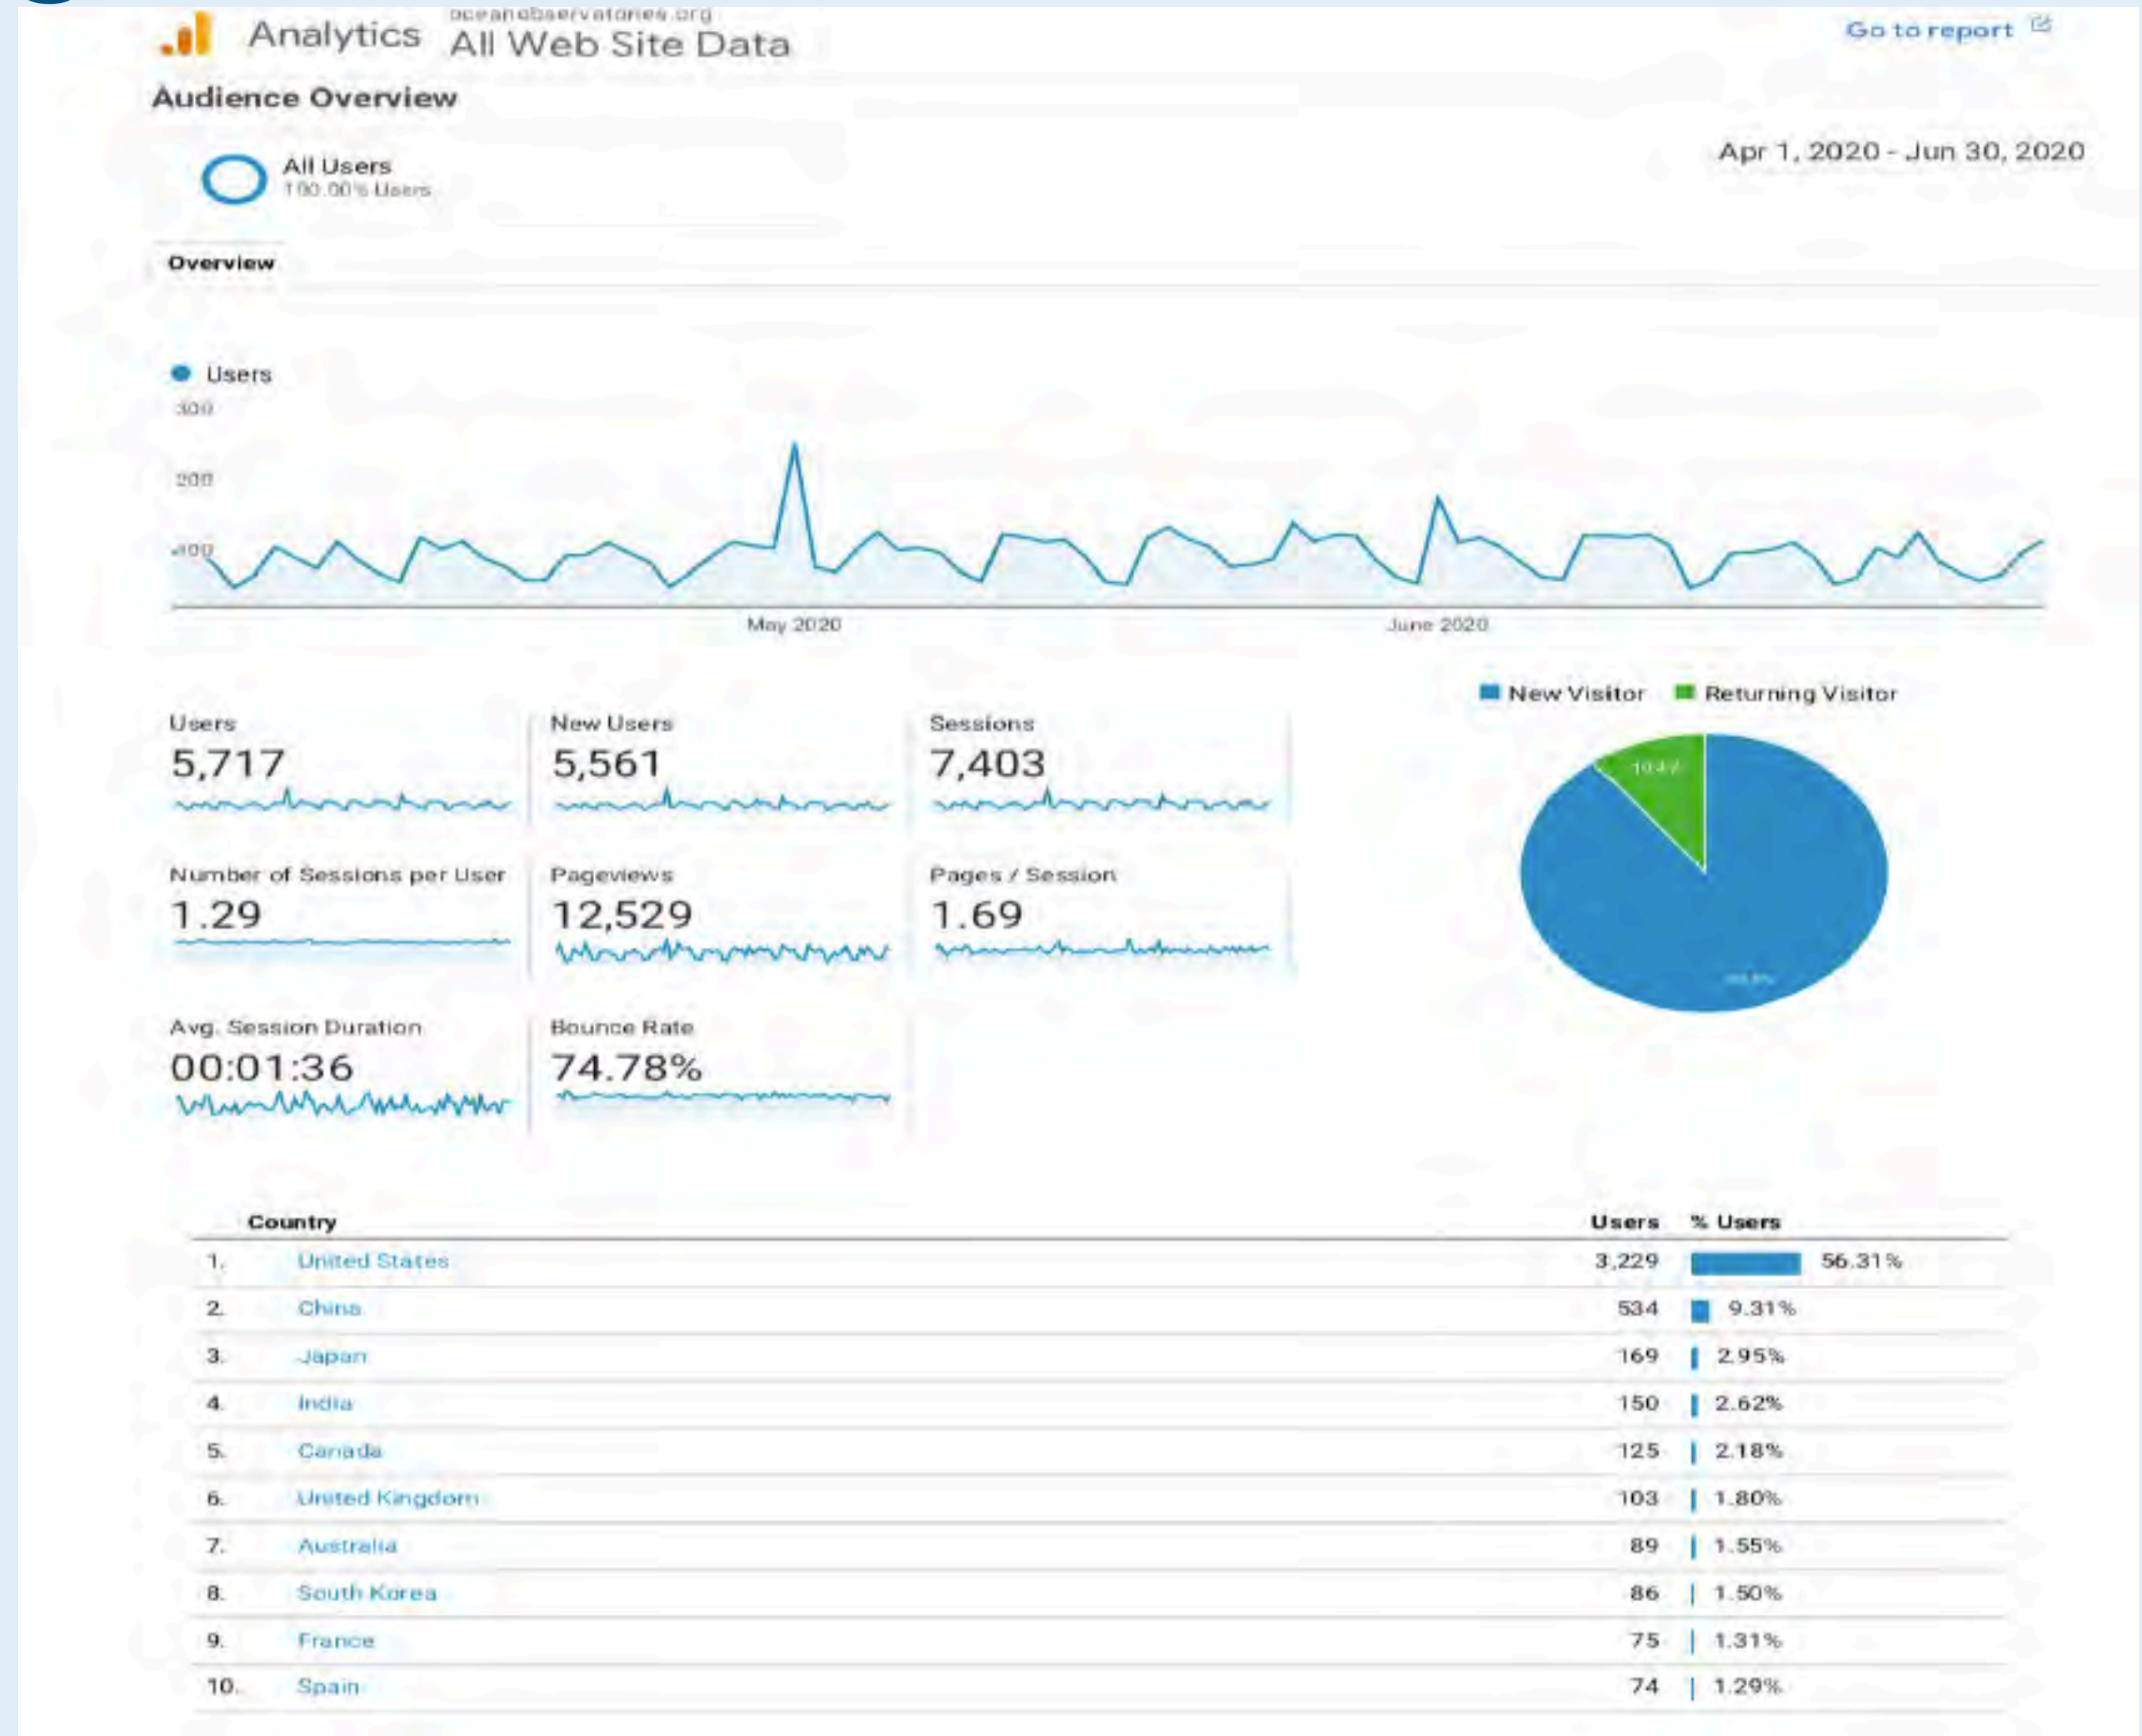 oceanobservatories.org
Analytics All Web Site Data
Go to report
Audience Overview
All Users
100.00% Users
Apr 1, 2020 - Jun 30, 2020
Overview
Users
300
200
100
May 2020
June 2020
New Visitor Returning Visitor
Users
5,717
New Users
5,561
Sessions
7,403
10.4%
Number of Sessions per User
1.29
Pageviews
12,529
Pages / Session
1.69
Avg. Session Duration
00:01:36
Bounce Rate
74.78%
Country Users % Users
1. United States 3,229 56.31%
2. China 534 9.31%
3. Japan 169 2.95%
4. India 150 2.62%
5. Canada 125 2.18%
6. United Kingdom 103 1.80%
7. Australia 89 1.55%
8. South Korea 86 1.50%
9. France 75 1.31%
10. Spain 74 1.29%